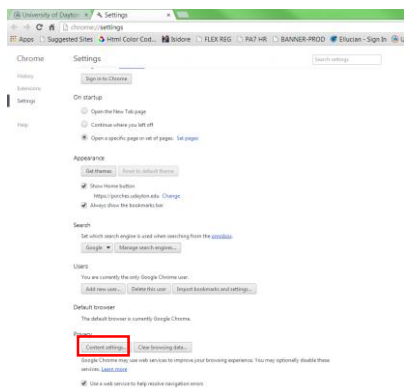 University of Dayton × Settings ×
chrome://settings
Apps Suggested Sites Html Color Cod... Isidore FLEX REG PA7 HR BANNER-PROD Ellucian - Sign In
Chrome Settings Search settings
History
Extensions
Settings
Help
Sign in to Chrome
On startup
Open the New Tab page
Continue where you left off
Open a specific page or set of pages. Set pages
Appearance
Get themes Reset to default theme
Show Home button
https://porches.udayton.edu Change
Always show the bookmarks bar
Search
Set which search engine is used when searching from the omnibox.
Google Manage search engines...
Users
You are currently the only Google Chrome user.
Add new user... Delete this user Import bookmarks and settings...
Default browser
The default browser is currently Google Chrome.
Privacy
Content settings... Clear browsing data...
Google Chrome may use web services to improve your browsing experience. You may optionally disable these
services. Learn more
Use a web service to help resolve navigation errors